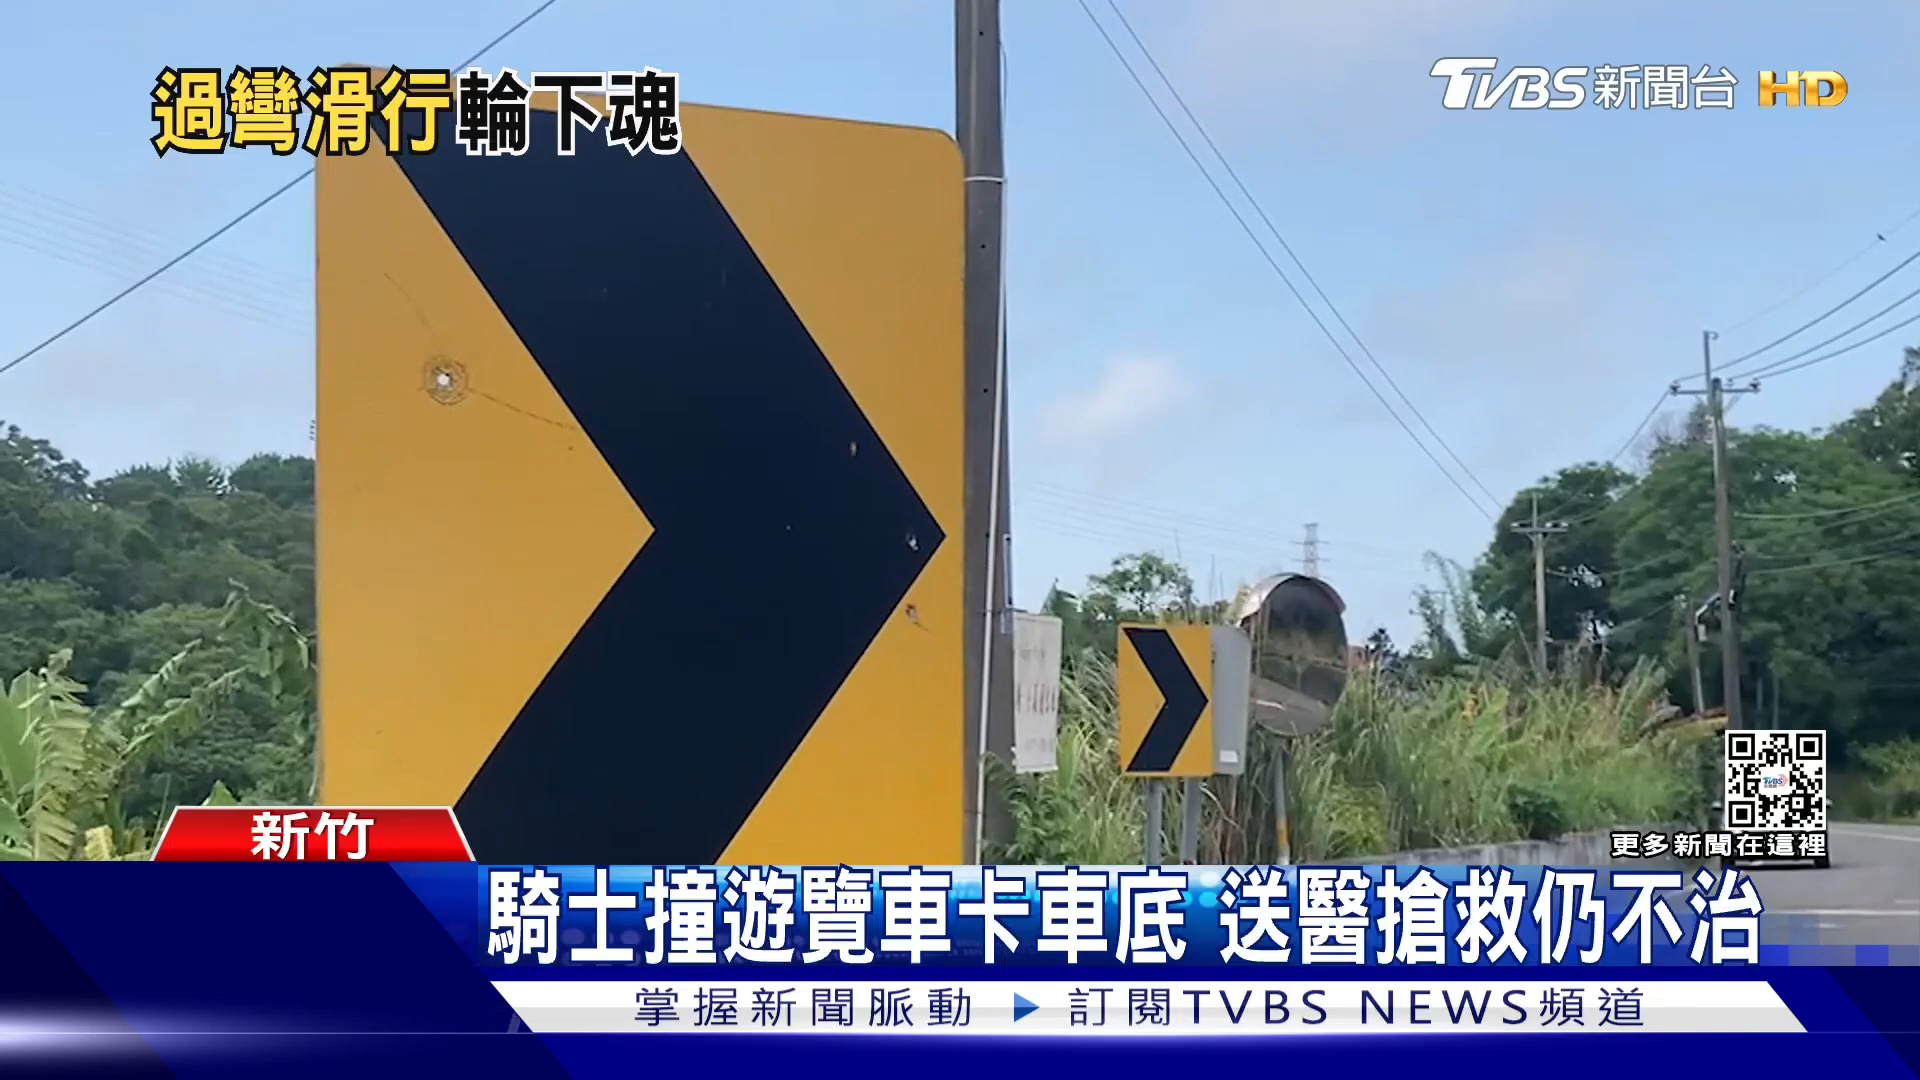 過彎滑行 輪下魂
TVBS新聞台 HD
TVBS
更多新聞在這裡
新竹
騎士撞遊覽車卡車底 送醫搶救仍不治
掌握新聞脈動 ▶ 訂閱TVBS NEWS頻道